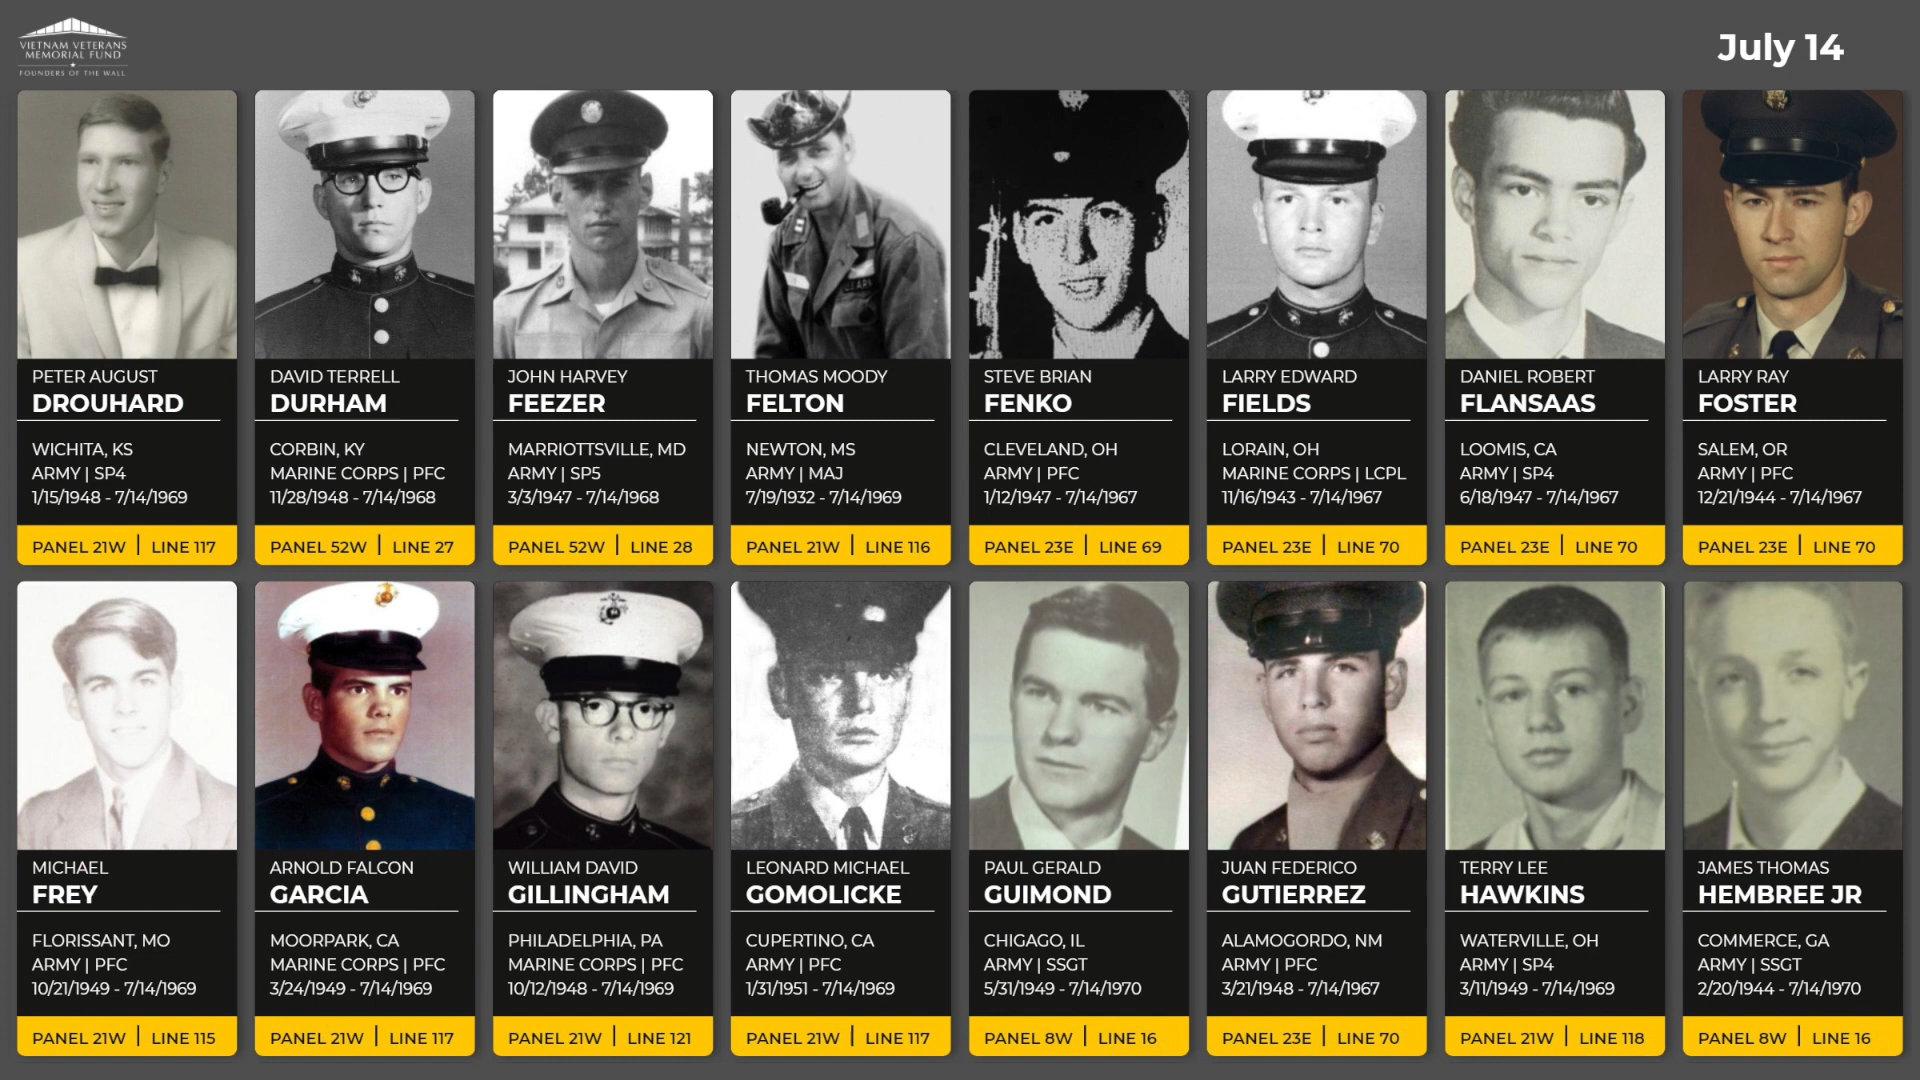 VIETNAM VETERANS
MEMORIAL FUND
FOUNDERS OF THE WALL
July 14
PETER AUGUST
DROUHARD
WICHITA, KS
ARMY | SP4
1/15/1948 - 7/14/1969
PANEL 21W | LINE 117
DAVID TERRELL
DURHAM
CORBIN, KY
MARINE CORPS | PFC
11/28/1948 - 7/14/1968
PANEL 52W | LINE 27
JOHN HARVEY
FEEZER
MARRIOTTSVILLE, MD
ARMY | SP5
3/3/1947 - 7/14/1968
PANEL 52W | LINE 28
THOMAS MOODY
FELTON
NEWTON, MS
ARMY | MAJ
7/19/1932 - 7/14/1969
PANEL 21W | LINE 116
STEVE BRIAN
FENKO
CLEVELAND, OH
ARMY | PFC
1/12/1947 - 7/14/1967
PANEL 23E | LINE 69
LARRY EDWARD
FIELDS
LORAIN, OH
MARINE CORPS | LCPL
11/16/1943 - 7/14/1967
PANEL 23E | LINE 70
DANIEL ROBERT
FLANSAAS
LOOMIS, CA
ARMY | SP4
6/18/1947 - 7/14/1967
PANEL 23E | LINE 70
LARRY RAY
FOSTER
SALEM, OR
ARMY | PFC
12/21/1944 - 7/14/1967
PANEL 23E | LINE 70
MICHAEL
FREY
FLORISSANT, MO
ARMY | PFC
10/21/1949 - 7/14/1969
PANEL 21W | LINE 115
ARNOLD FALCON
GARCIA
MOORPARK, CA
MARINE CORPS | PFC
3/24/1949 - 7/14/1969
PANEL 21W | LINE 117
WILLIAM DAVID
GILLINGHAM
PHILADELPHIA, PA
MARINE CORPS | PFC
10/12/1948 - 7/14/1969
PANEL 21W | LINE 121
LEONARD MICHAEL
GOMOLICKE
CUPERTINO, CA
ARMY | PFC
1/31/1951 - 7/14/1969
PANEL 21W | LINE 117
PAUL GERALD
GUIMOND
CHIGAGO, IL
ARMY | SSGT
5/31/1949 - 7/14/1970
PANEL 8W | LINE 16
JUAN FEDERICO
GUTIERREZ
ALAMOGORDO, NM
ARMY | PFC
3/21/1948 - 7/14/1967
PANEL 23E | LINE 70
TERRY LEE
HAWKINS
WATERVILLE, OH
ARMY | SP4
3/11/1949 - 7/14/1969
PANEL 21W | LINE 118
JAMES THOMAS
HEMBREE JR
COMMERCE, GA
ARMY | SSGT
2/20/1944 - 7/14/1970
PANEL 8W | LINE 16